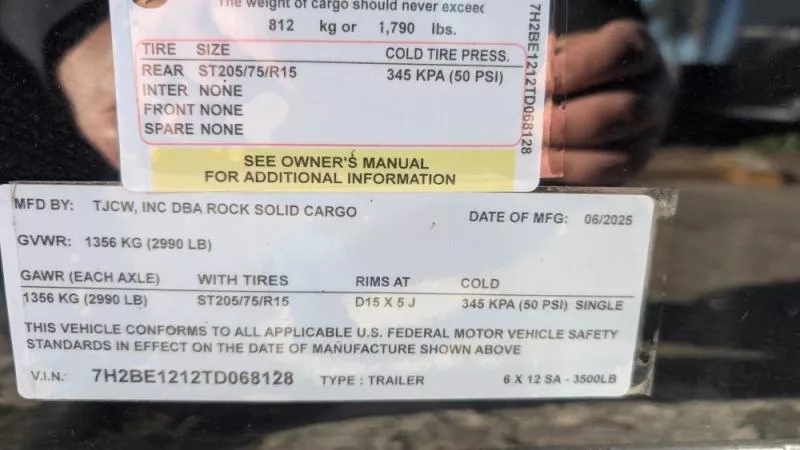 The weight of cargo should never exceed
812 kg or 1,790 lbs.
TIRE SIZE COLD TIRE PRESS.
REAR ST205/75/R15 345 KPA (50 PSI)
INTER NONE
FRONT NONE
SPARE NONE
SEE OWNER'S MANUAL
FOR ADDITIONAL INFORMATION
7H2BE1212TD068128
MFD BY: TJCW, INC DBA ROCK SOLID CARGO DATE OF MFG: 06/2025
GVWR: 1356 KG (2990 LB)
GAWR (EACH AXLE) WITH TIRES RIMS AT COLD
1356 KG (2990 LB) ST205/75/R15 D15 X 5 J 345 KPA (50 PSI) SINGLE
THIS VEHICLE CONFORMS TO ALL APPLICABLE U.S. FEDERAL MOTOR VEHICLE SAFETY
STANDARDS IN EFFECT ON THE DATE OF MANUFACTURE SHOWN ABOVE
V.I.N. 7H2BE1212TD068128 TYPE : TRAILER 6 X 12 SA - 3500LB